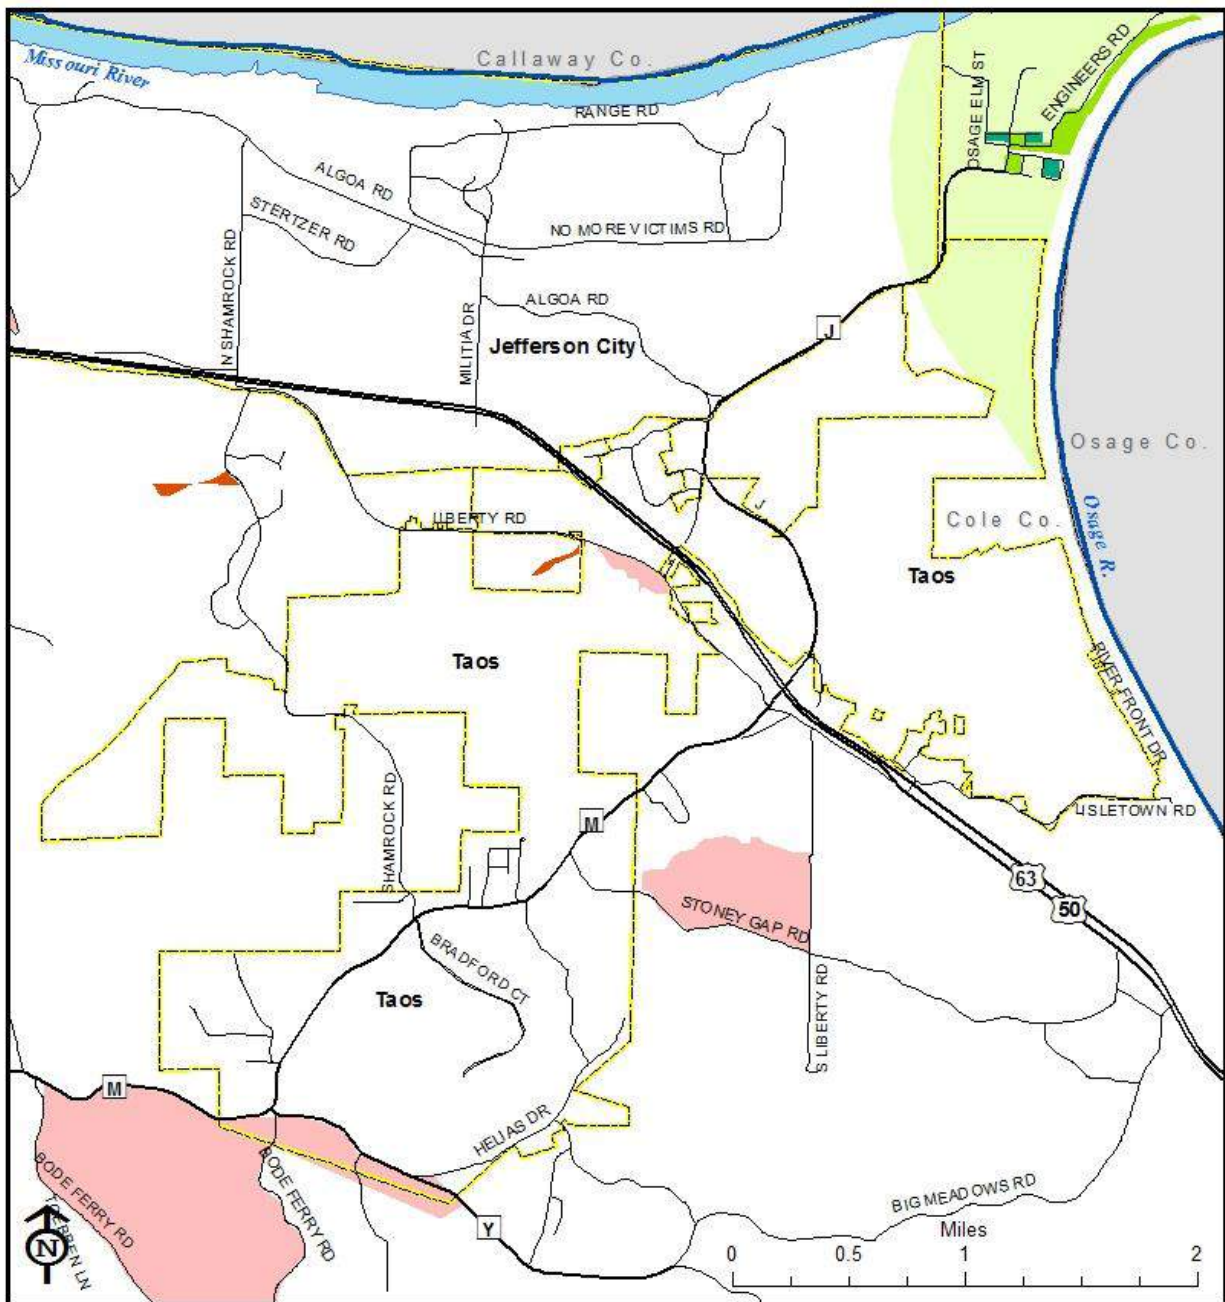 Callaway Co.
Missouri River
ENGINEERS RD
OSAGE ELM ST
RANGE RD
ALGOA RD
STERTZER RD
NO MORE VICTIMS RD
N SHAMROCK RD
ALGOA RD
MILITIA DR
J
Jefferson City
Osage Co.
LIBERTY RD
J
Cole Co.
Osage R.
Taos
Taos
RIVER FRONT DR
SHAMROCK RD
M
LISLETOWN RD
63
50
STONEY GAP RD
BRADFORD CT
Taos
S LIBERTY RD
M
HELIAS DR
BODE FERRY RD
BODE FERRY RD
BIG MEADOWS RD
Y
N
Miles
0 0.5 1 2